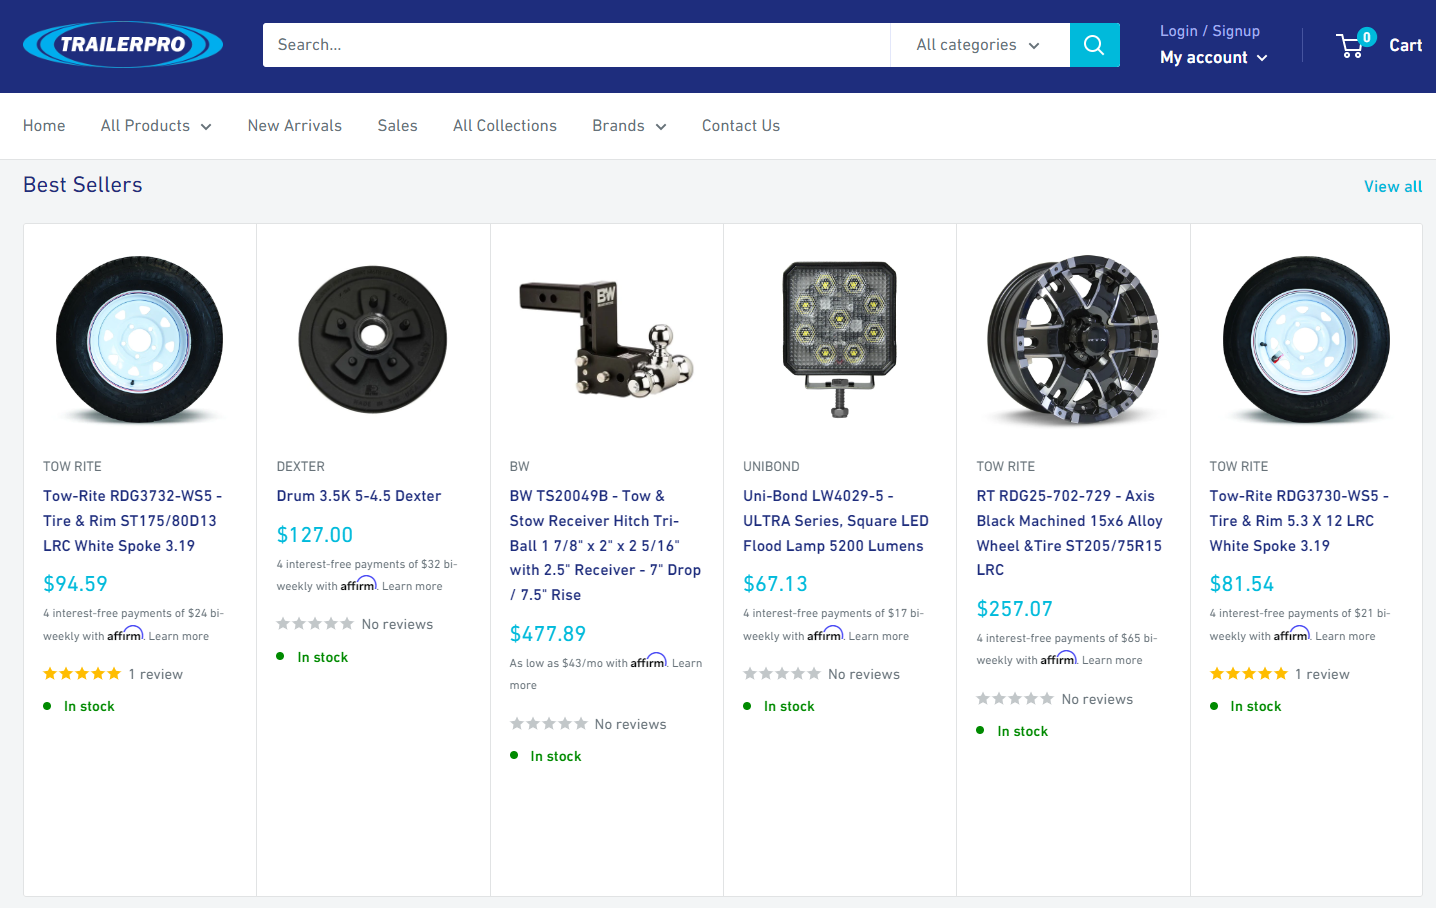 TRAILERPRO
Search...
All categories
Login / Signup
My account
0
Cart
Home
All Products
New Arrivals
Sales
All Collections
Brands
Contact Us
Best Sellers
View all
TOW RITE
Tow-Rite RDG3732-WS5 -
Tire & Rim ST175/80D13
LRC White Spoke 3.19
$94.59
4 interest-free payments of $24 bi-
weekly with affirm. Learn more
1 review
In stock
DEXTER
Drum 3.5K 5-4.5 Dexter
$127.00
4 interest-free payments of $32 bi-
weekly with affirm. Learn more
No reviews
In stock
BW
BW
BW TS20049B - Tow &
Stow Receiver Hitch Tri-
Ball 1 7/8" x 2" x 2 5/16"
with 2.5" Receiver - 7" Drop
/ 7.5" Rise
$477.89
As low as $43/mo with affirm. Learn
more
No reviews
In stock
UNIBOND
Uni-Bond LW4029-5 -
ULTRA Series, Square LED
Flood Lamp 5200 Lumens
$67.13
4 interest-free payments of $17 bi-
weekly with affirm. Learn more
No reviews
In stock
TOW RITE
RT RDG25-702-729 - Axis
Black Machined 15x6 Alloy
Wheel &Tire ST205/75R15
LRC
$257.07
4 interest-free payments of $65 bi-
weekly with affirm. Learn more
No reviews
In stock
TOW RITE
Tow-Rite RDG3730-WS5 -
Tire & Rim 5.3 X 12 LRC
White Spoke 3.19
$81.54
4 interest-free payments of $21 bi-
weekly with affirm. Learn more
1 review
In stock